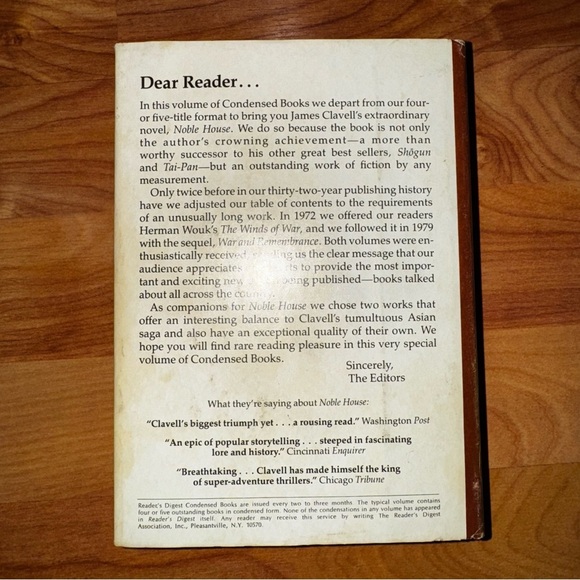 Dear Reader...
In this volume of Condensed Books we depart from our four-
or five-title format to bring you James Clavell's extraordinary
novel, Noble House. We do so because the book is not only
the author's crowning achievement—a more than
worthy successor to his other great best sellers, Shōgun
and Tai-Pan—but an outstanding work of fiction by any
measurement.
Only twice before in our thirty-two-year publishing history
have we adjusted our table of contents to the requirements
of an unusually long work. In 1972 we offered our readers
Herman Wouk's The Winds of War, and we followed it in 1979
with the sequel, War and Remembrance. Both volumes were en-
thusiastically received, us the clear message that our
audience appreciates to provide the most impor-
tant and exciting new being published—books talked
about all across the country.
As companions for Noble House we chose two works that
offer an interesting balance to Clavell's tumultuous Asian
saga and also have an exceptional quality of their own. We
hope you will find rare reading pleasure in this very special
volume of Condensed Books.
Sincerely,
The Editors
What they're saying about Noble House:
"Clavell's biggest triumph yet . . . a rousing read." Washington Post
"An epic of popular storytelling . . . steeped in fascinating
lore and history." Cincinnati Enquirer
"Breathtaking . . . Clavell has made himself the king
of super-adventure thrillers." Chicago Tribune
Reader's Digest Condensed Books are issued every two to three months. The typical volume contains
four or five outstanding books in condensed form. None of the condensations in any volume has appeared
in Reader's Digest itself. Any reader may receive this service by writing The Reader's Digest
Association, Inc., Pleasantville, N.Y. 10570.